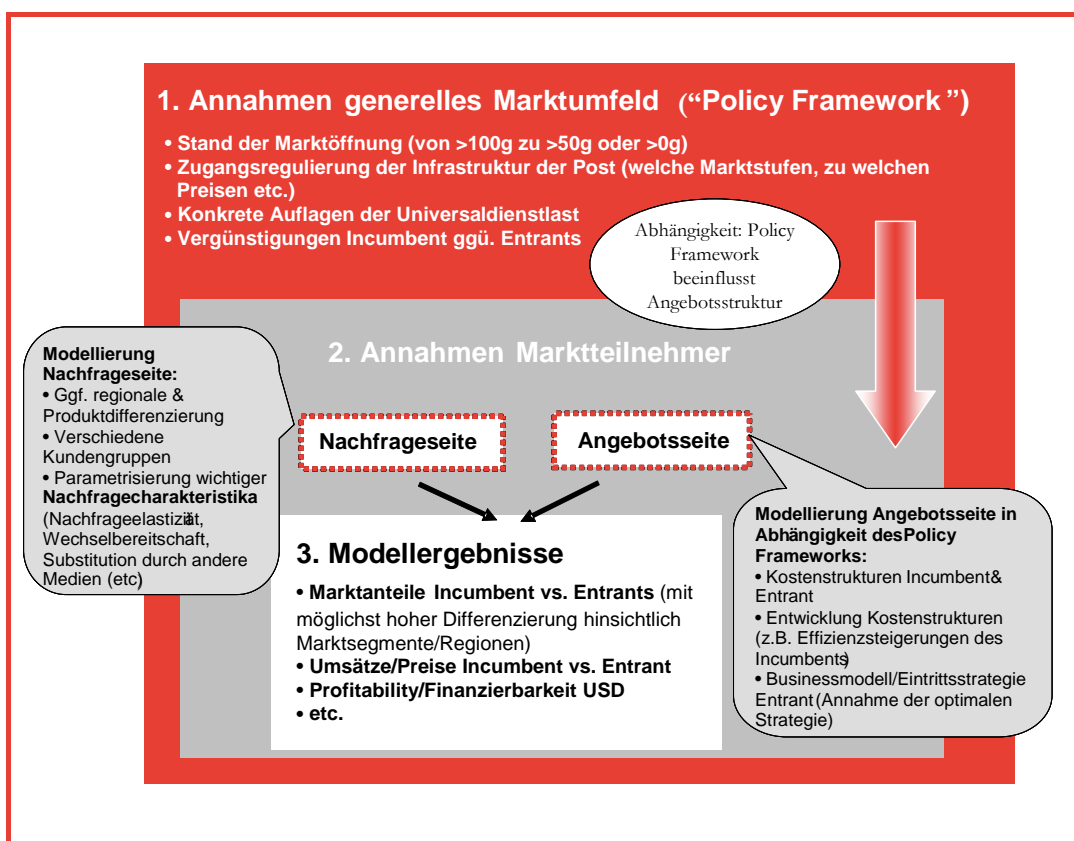 1. Annahmen generelles Marktumfeld (“Policy Framework”)
• Stand der Marktöffnung (von >100g zu >50g oder >0g)
• Zugangsregulierung der Infrastruktur der Post (welche Marktstufen, zu welchen
Preisen etc.)
• Konkrete Auflagen der Universaldienstlast
• Vergünstigungen Incumbent ggü. Entrants
Abhängigkeit: Policy
Framework
beeinflusst
Angebotsstruktur
2. Annahmen Marktteilnehmer
Modellierung
Nachfrageseite:
• Ggf. regionale &
Produktdifferenzierung
• Verschiedene
Kundengruppen
• Parametrisierung wichtiger
Nachfragecharakteristika
(Nachfrageelastizität,
Wechselbereitschaft,
Substitution durch andere
Medien (etc)
Nachfrageseite
Angebotsseite
Modellierung Angebotsseite in
Abhängigkeit des Policy
Frameworks:
• Kostenstrukturen Incumbent &
Entrant
• Entwicklung Kostenstrukturen
(z.B. Effizienzsteigerungen des
Incumbents)
• Businessmodell/Eintrittsstrategie
Entrant (Annahme der optimalen
Strategie)
3. Modellergebnisse
• Marktanteile Incumbent vs. Entrants (mit
möglichst hoher Differenzierung hinsichtlich
Marktsegmente/Regionen)
• Umsätze/Preise Incumbent vs. Entrant
• Profitability/Finanzierbarkeit USD
• etc.